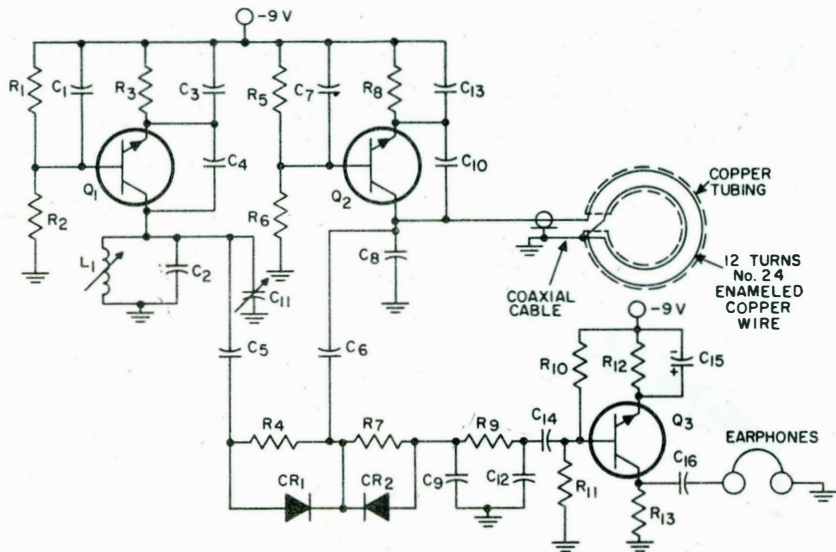 -9 V
R1
C1
R3
C3
R5
C7
R8
C13
Q1
C4
Q2
C10
R2
R6
L1
C2
C11
C8
COPPER
TUBING
COAXIAL
CABLE
12 TURNS
No. 24
ENAMELED
COPPER
WIRE
-9 V
C5
C6
R10
R12
-
+
C15
R4
R7
R9
C14
Q3
EARPHONES
CR1
CR2
C9
C12
R11
C16
R13